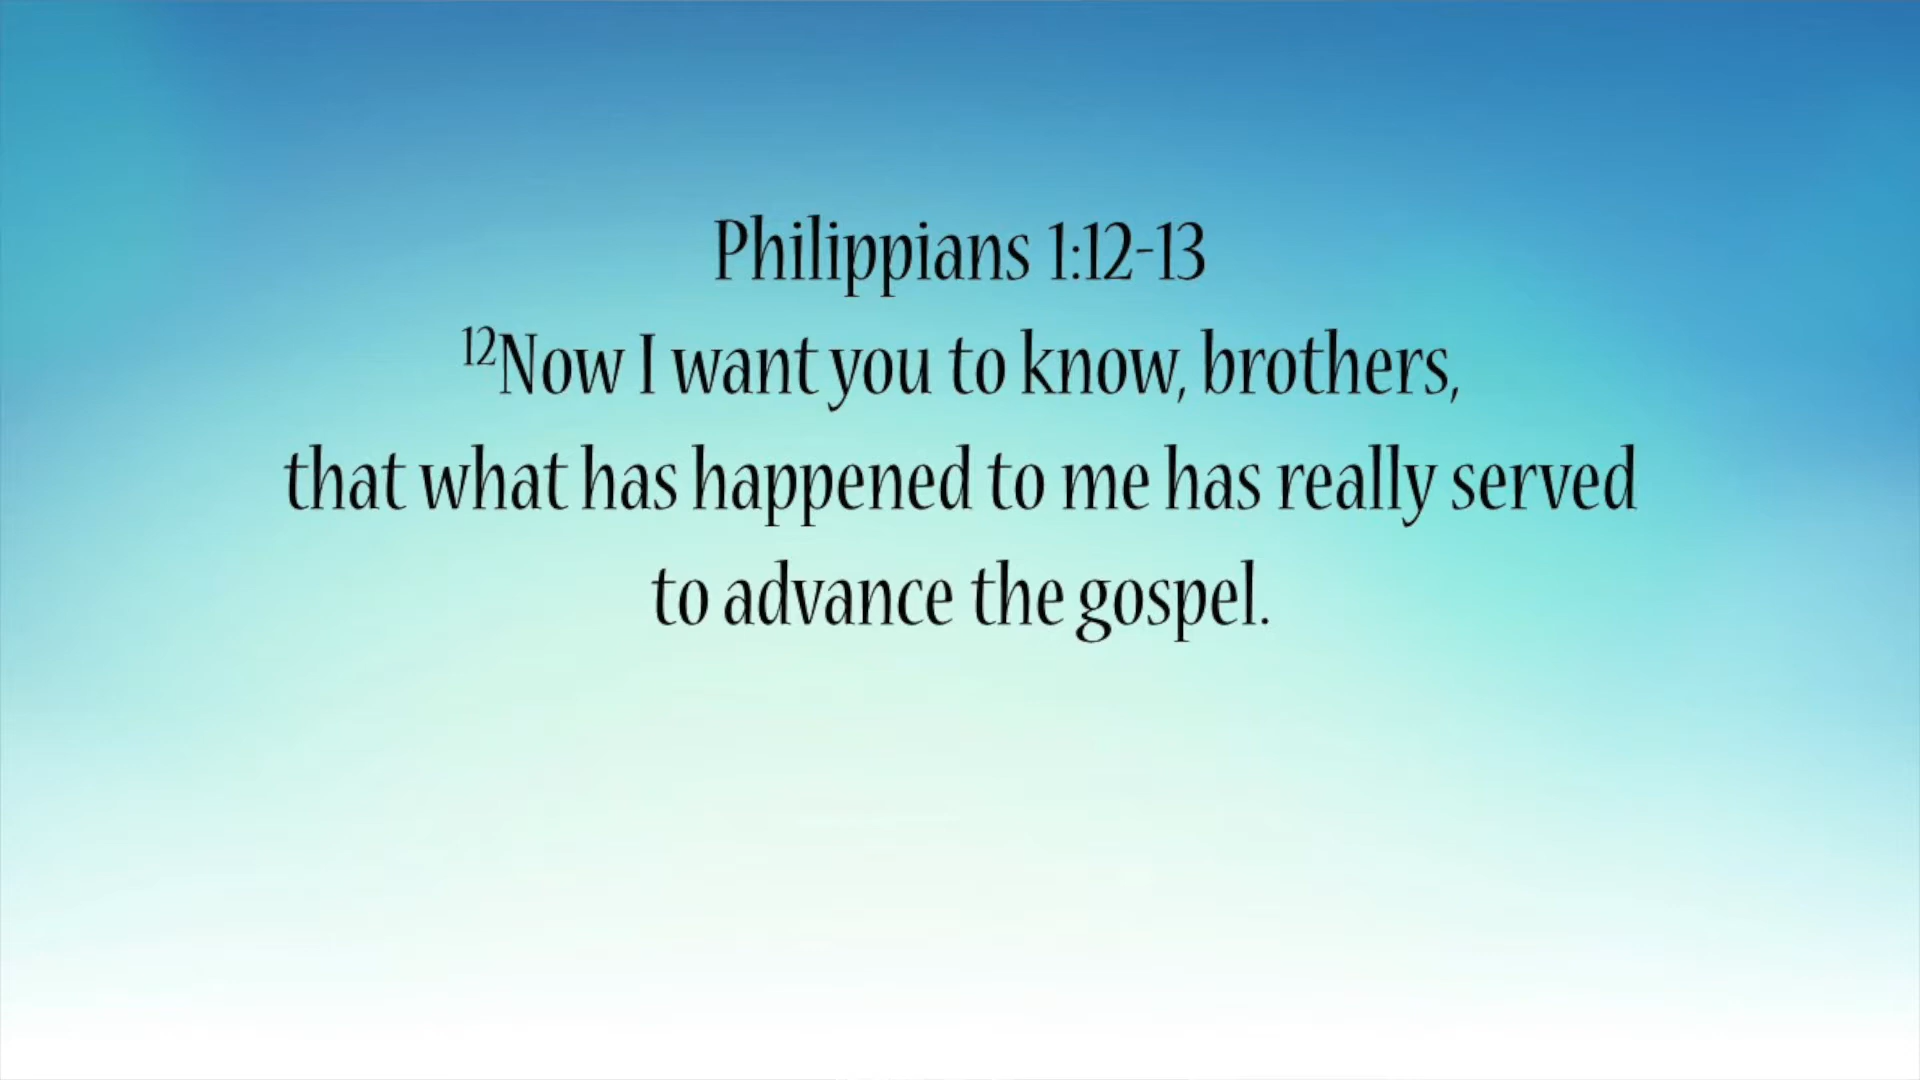 Philippians 1:12-13
12Now I want you to know, brothers,
that what has happened to me has really served
to advance the gospel.